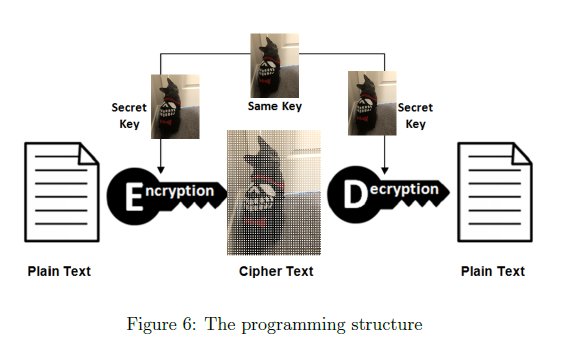 Same Key
Secret
Key
Secret
Key
Encryption
Decryption
Plain Text
Cipher Text
Plain Text
Figure 6: The programming structure